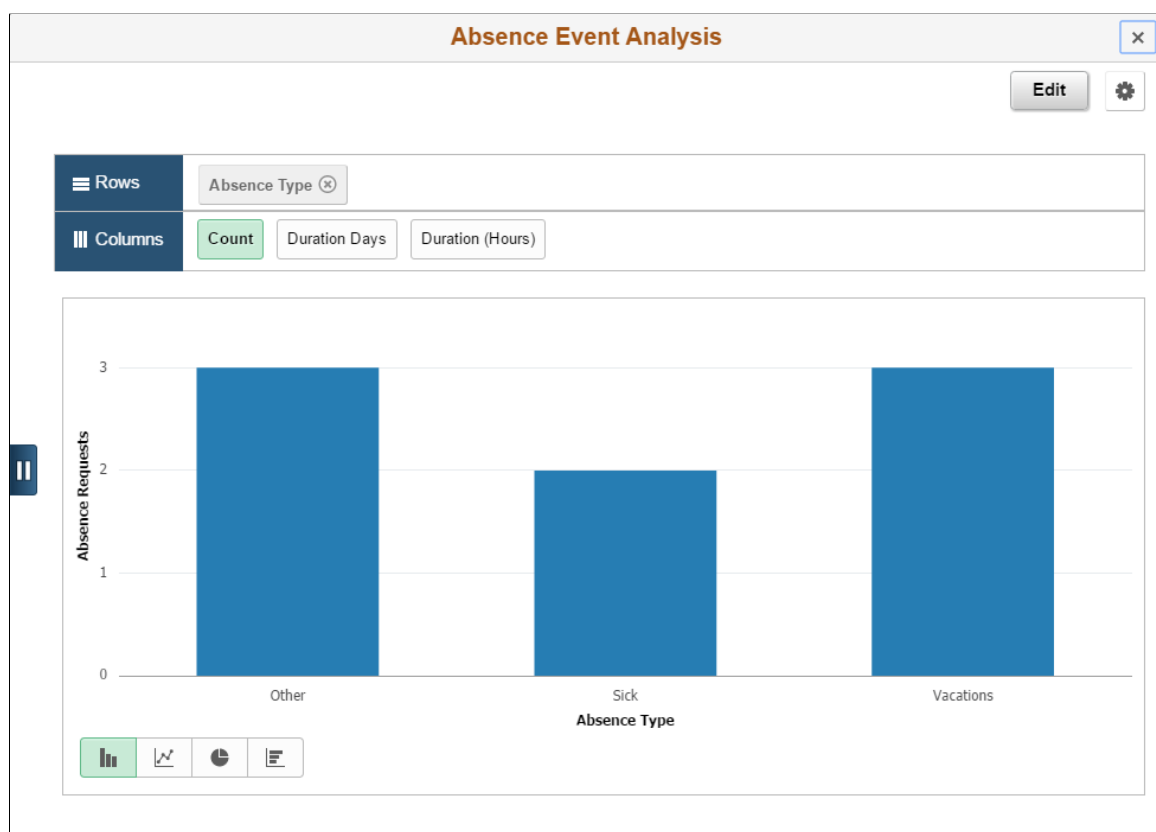 Absence Event Analysis
Edit
Rows
Absence Type
Columns
Count Duration Days Duration (Hours)
3
2
1
0
Absence Requests
Other Sick Vacations
Absence Type